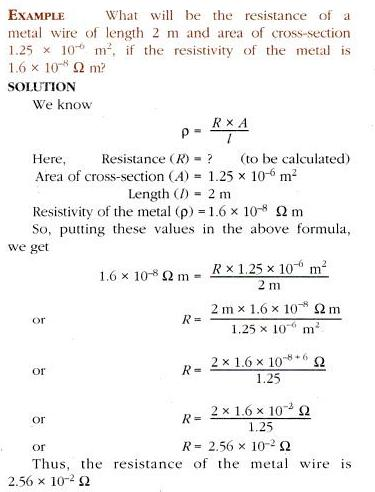 EXAMPLE What will be the resistance of a
metal wire of length 2 m and area of cross-section
1.25 × 10⁻⁶ m², if the resistivity of the metal is
1.6 × 10⁻⁸ Ω m?
SOLUTION
We know
ρ = R × A / l
Here, Resistance (R) = ? (to be calculated)
Area of cross-section (A) = 1.25 × 10⁻⁶ m²
Length (l) = 2 m
Resistivity of the metal (ρ) = 1.6 × 10⁻⁸ Ω m
So, putting these values in the above formula,
we get
1.6 × 10⁻⁸ Ω m = R × 1.25 × 10⁻⁶ m² / 2 m
or R = 2 m × 1.6 × 10⁻⁸ Ω m / 1.25 × 10⁻⁶ m²
or R = 2 × 1.6 × 10⁻⁸⁺⁶ Ω / 1.25
or R = 2 × 1.6 × 10⁻² Ω / 1.25
or R = 2.56 × 10⁻² Ω
Thus, the resistance of the metal wire is
2.56 × 10⁻² Ω